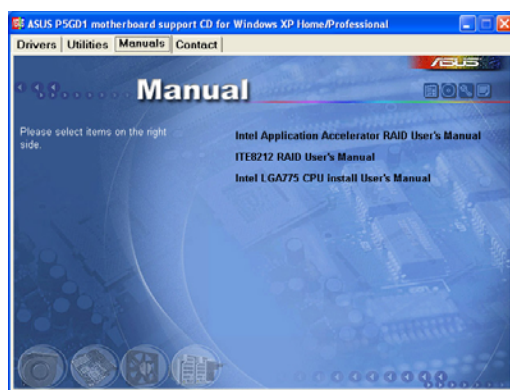 ASUS P5GD1 motherboard support CD for Windows XP Home/Professional
Drivers Utilities Manuals Contact
ASUS
Manual
Please select items on the right side.
Intel Application Accelerator RAID User's Manual
ITE8212 RAID User's Manual
Intel LGA775 CPU install User's Manual